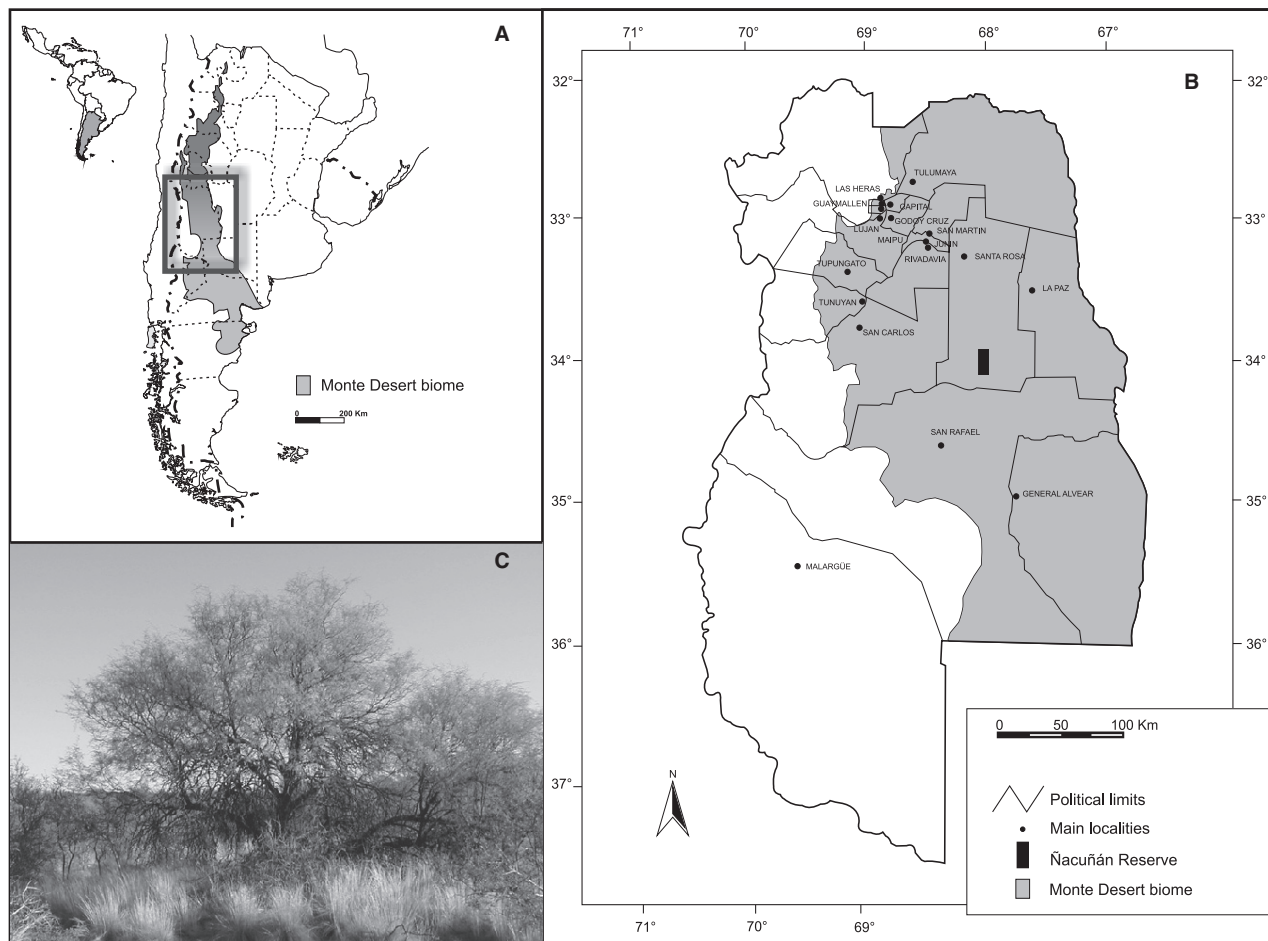 A
Monte Desert biome
0 200 Km
B
71° 70° 69° 68° 67°
32° 32°
33° 33°
34° 34°
35° 35°
36° 36°
37°
71° 70° 69°
TULUMAYA
LAS HERAS
GUAYMALLEN CAPITAL
GODOY CRUZ
LUJAN SAN MARTIN
MAIPU JUNIN
RIVADAVIA SANTA ROSA
TUPUNGATO
LA PAZ
TUNUYAN
SAN CARLOS
SAN RAFAEL
GENERAL ALVEAR
MALARGÜE
N
0 50 100 Km
Political limits
Main localities
Ñacuñán Reserve
Monte Desert biome
C